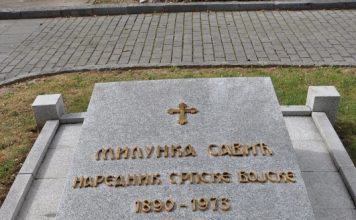 МИЛУНКА САВИЋ
НАРЕДНИК СРПСКЕ ВОЈСКЕ
1890-1973